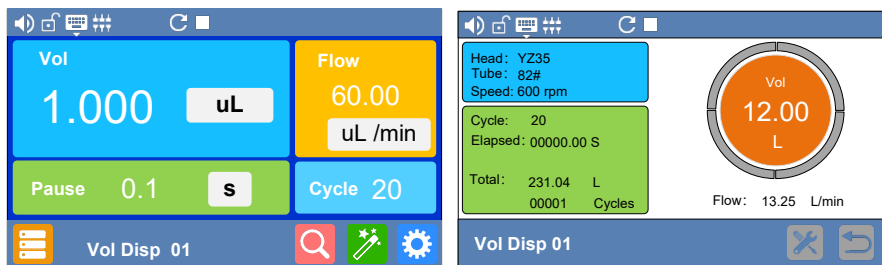 Vol
1.000 uL
Flow
60.00
uL /min
Pause 0.1 s
Cycle 20
Vol Disp 01
Head: YZ35
Tube: 82#
Speed: 600 rpm
Cycle: 20
Elapsed: 00000.00 S
Total: 231.04 L
00001 Cycles
Vol
12.00
L
Flow: 13.25 L/min
Vol Disp 01